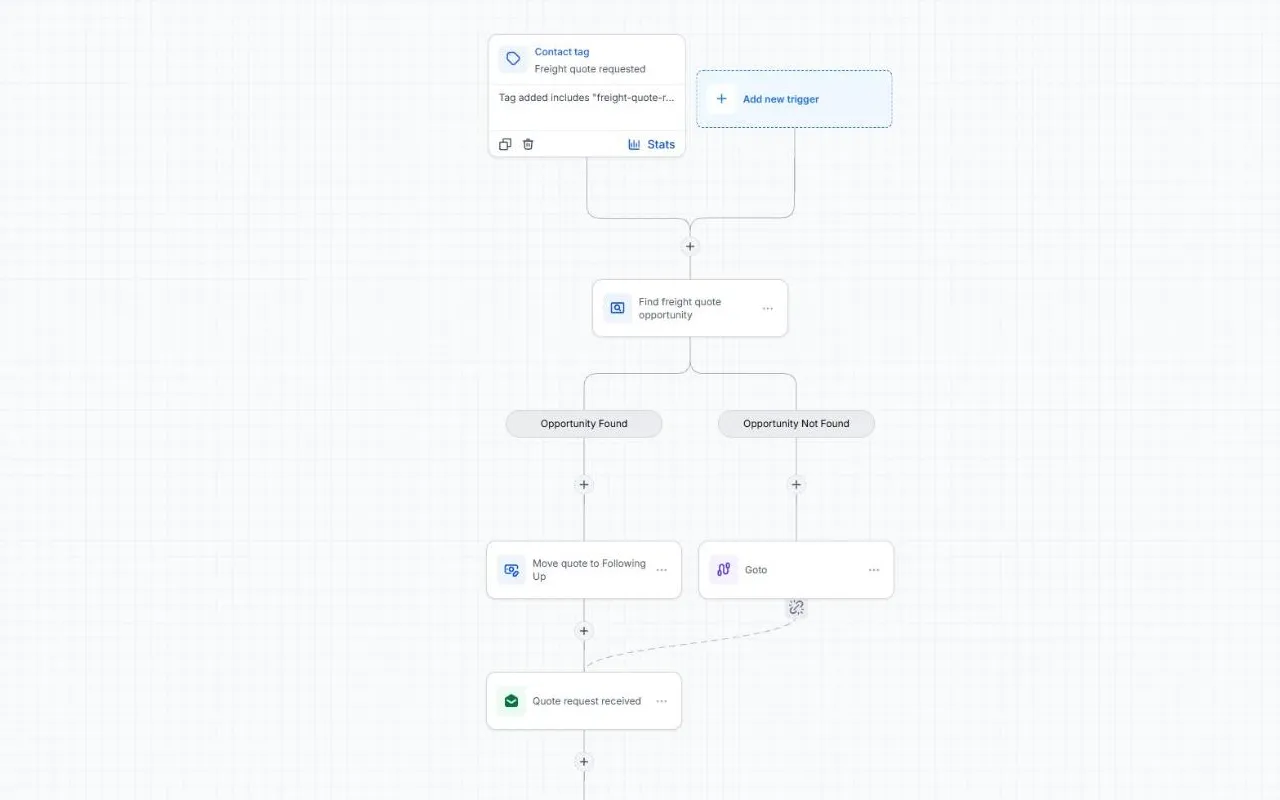 Contact tag
Freight quote requested
Tag added includes "freight-quote-r...
Stats
Add new trigger
Find freight quote
opportunity
Opportunity Found
Opportunity Not Found
Move quote to Following
Up
Goto
Quote request received